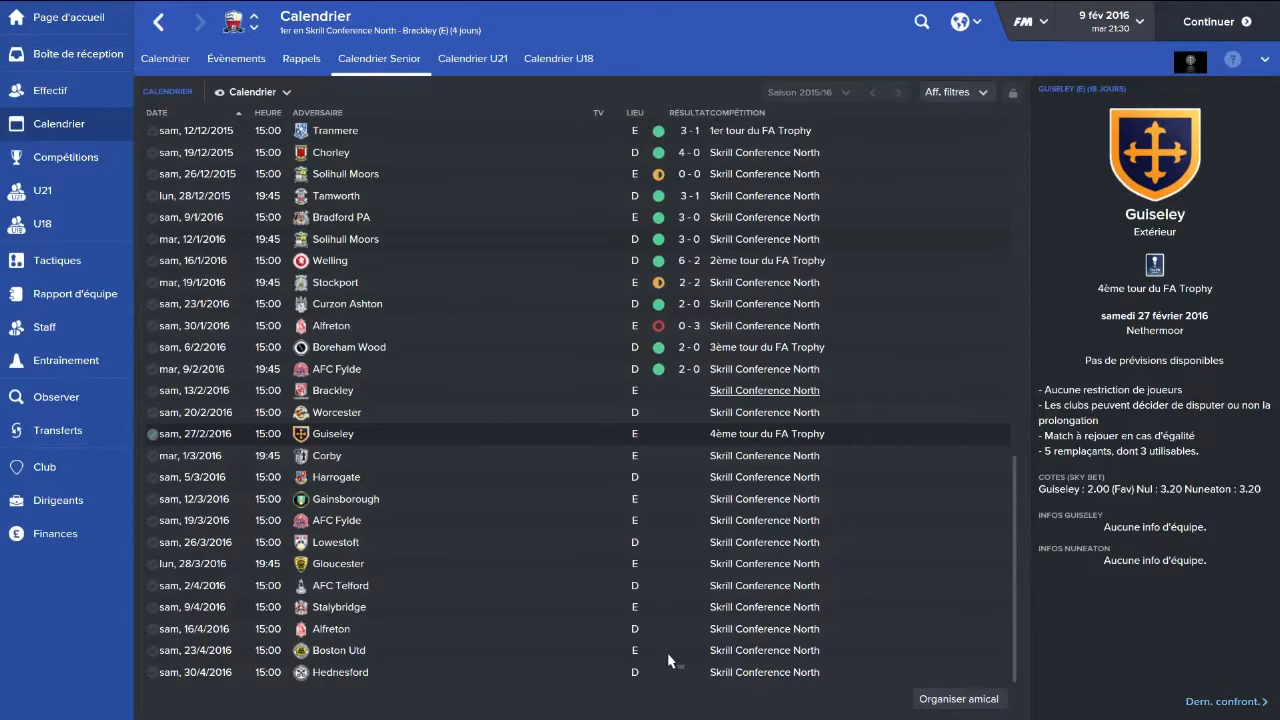 Page d'accueil
Boîte de réception
Effectif
Calendrier
Compétitions
U21
U18
Tactiques
Rapport d'équipe
Staff
Entraînement
Observer
Transferts
Club
Dirigeants
Finances
Calendrier
1er en Skrill Conference North - Brackley (E) (4 jours)
FM
9 fév 2016
mar 21:30
Continuer
Calendrier Évènements Rappels Calendrier Senior Calendrier U21 Calendrier U18
CALENDRIER Calendrier Saison 2015/16 Aff. filtres
DATE HEURE ADVERSAIRE TV LIEU RÉSULTAT COMPÉTITION
sam, 12/12/2015 15:00 Tranmere E 3 - 1 1er tour du FA Trophy
sam, 19/12/2015 15:00 Chorley D 4 - 0 Skrill Conference North
sam, 26/12/2015 15:00 Solihull Moors E 0 - 0 Skrill Conference North
lun, 28/12/2015 19:45 Tamworth D 3 - 1 Skrill Conference North
sam, 9/1/2016 15:00 Bradford PA E 3 - 0 Skrill Conference North
mar, 12/1/2016 19:45 Solihull Moors D 3 - 0 Skrill Conference North
sam, 16/1/2016 15:00 Welling D 6 - 2 2ème tour du FA Trophy
mar, 19/1/2016 19:45 Stockport E 2 - 2 Skrill Conference North
sam, 23/1/2016 15:00 Curzon Ashton D 2 - 0 Skrill Conference North
sam, 30/1/2016 15:00 Alfreton E 0 - 3 Skrill Conference North
sam, 6/2/2016 15:00 Boreham Wood D 2 - 0 3ème tour du FA Trophy
mar, 9/2/2016 19:45 AFC Fylde D 2 - 0 Skrill Conference North
sam, 13/2/2016 15:00 Brackley E Skrill Conference North
sam, 20/2/2016 15:00 Worcester D Skrill Conference North
sam, 27/2/2016 15:00 Guiseley E 4ème tour du FA Trophy
mar, 1/3/2016 19:45 Corby E Skrill Conference North
sam, 5/3/2016 15:00 Harrogate D Skrill Conference North
sam, 12/3/2016 15:00 Gainsborough E Skrill Conference North
sam, 19/3/2016 15:00 AFC Fylde E Skrill Conference North
sam, 26/3/2016 15:00 Lowestoft D Skrill Conference North
lun, 28/3/2016 19:45 Gloucester E Skrill Conference North
sam, 2/4/2016 15:00 AFC Telford D Skrill Conference North
sam, 9/4/2016 15:00 Stalybridge E Skrill Conference North
sam, 16/4/2016 15:00 Alfreton D Skrill Conference North
sam, 23/4/2016 15:00 Boston Utd E Skrill Conference North
sam, 30/4/2016 15:00 Hednesford D Skrill Conference North
Organiser amical
GUISELEY (E) (18 JOURS)
Guiseley
Extérieur
4ème tour du FA Trophy
samedi 27 février 2016
Nethermoor
Pas de prévisions disponibles
- Aucune restriction de joueurs
- Les clubs peuvent décider de disputer ou non la
prolongation
- Match à rejouer en cas d'égalité
- 5 remplaçants, dont 3 utilisables.
COTES (SKY BET)
Guiseley : 2.00 (Fav) Nul : 3.20 Nuneaton : 3.20
INFOS GUISELEY
Aucune info d'équipe.
INFOS NUNEATON
Aucune info d'équipe.
Dern. confront.